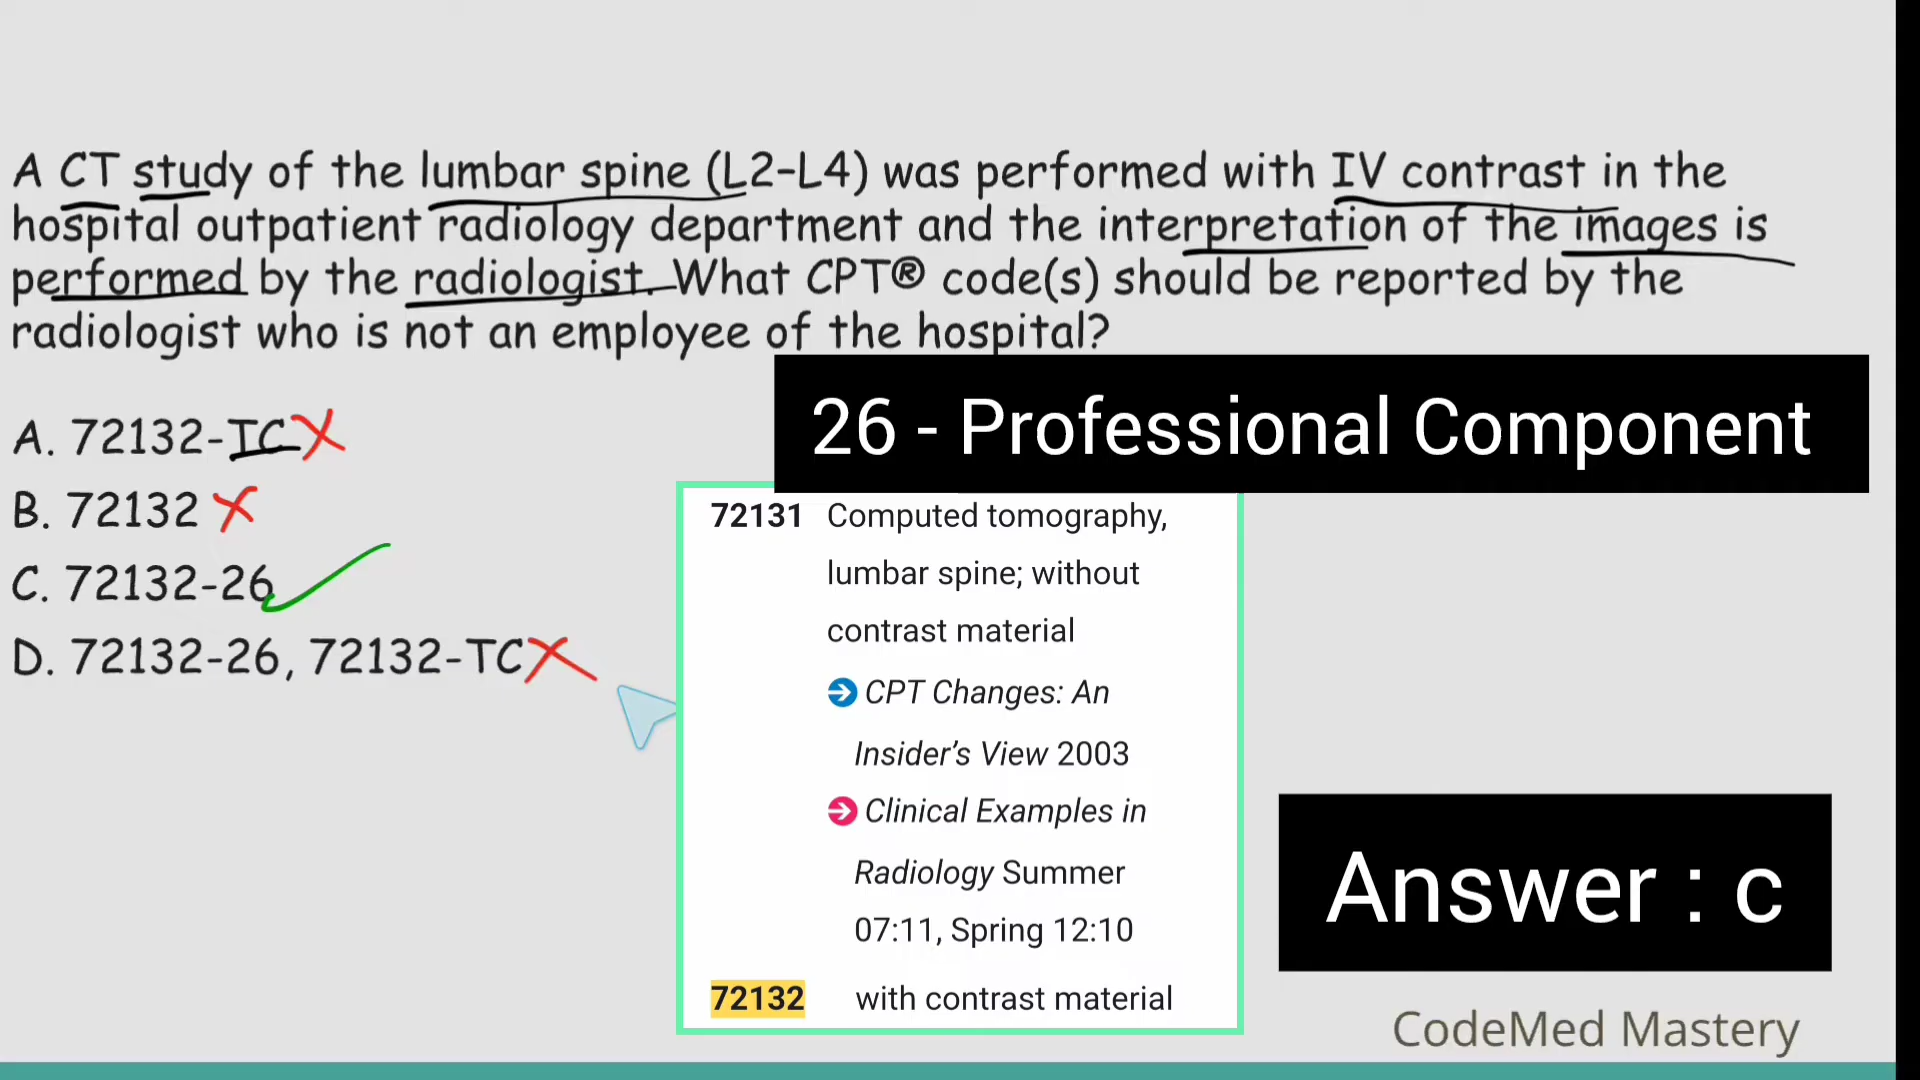 A CT study of the lumbar spine (L2-L4) was performed with IV contrast in the
hospital outpatient radiology department and the interpretation of the images is
performed by the radiologist. What CPT® code(s) should be reported by the
radiologist who is not an employee of the hospital?
A. 72132-TC
B. 72132
C. 72132-26
D. 72132-26, 72132-TC
26 - Professional Component
72131 Computed tomography,
lumbar spine; without
contrast material
CPT Changes: An
Insider’s View 2003
Clinical Examples in
Radiology Summer
07:11, Spring 12:10
72132 with contrast material
Answer : c
CodeMed Mastery